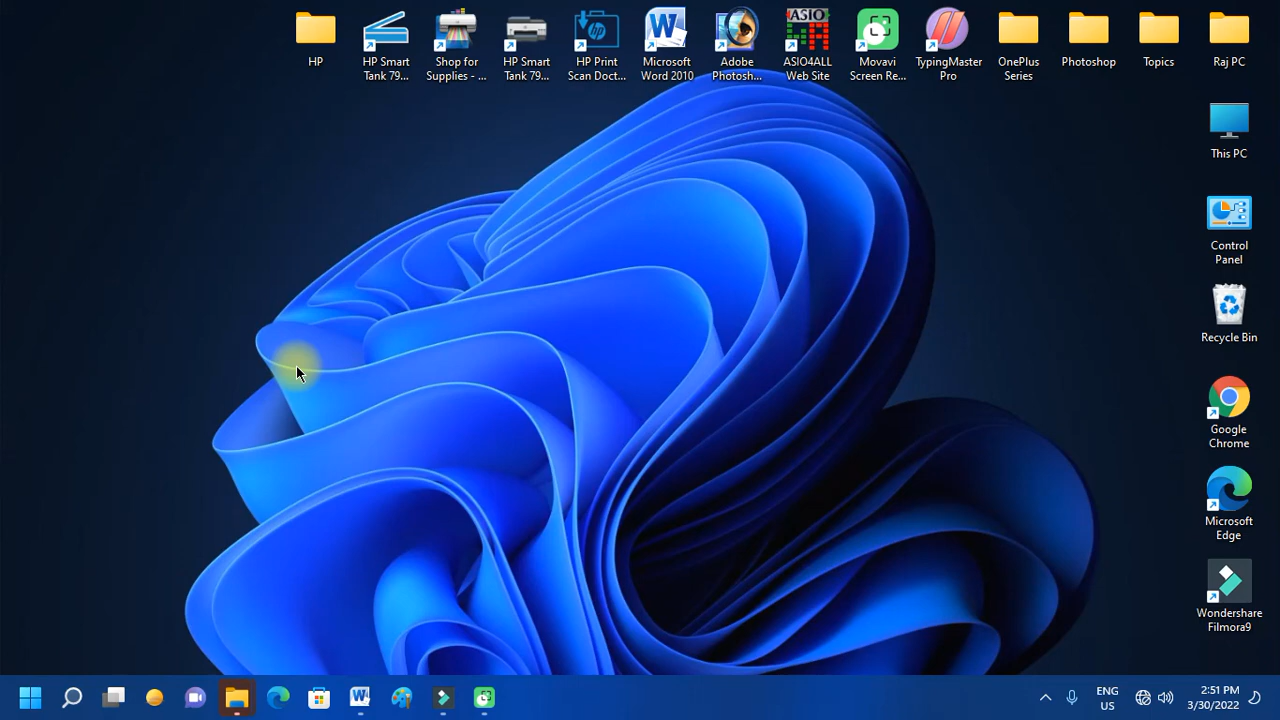 HP
HP Smart
Tank 79...
Shop for
Supplies - ...
HP Smart
Tank 79...
hp
HP Print
Scan Doct...
W
Microsoft
Word 2010
Adobe
Photosh...
ASIO
ASIO4ALL
Web Site
Movavi
Screen Re...
TypingMaster
Pro
OnePlus
Series
Photoshop
Topics
Raj PC
This PC
Control
Panel
Recycle Bin
Google
Chrome
Microsoft
Edge
Wondershare
Filmora9
W
ENG
US
2:51 PM
3/30/2022